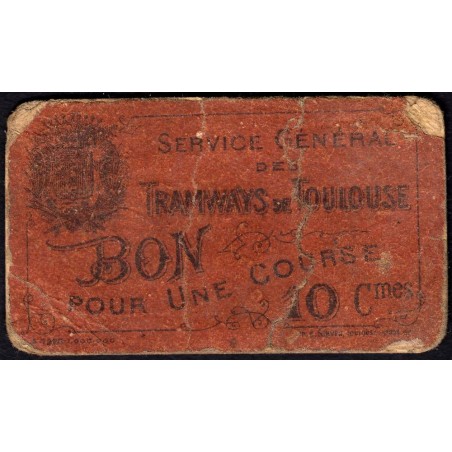 SERVICE GÉNÉRAL
DES
TRAMWAYS DE TOULOUSE
BON
POUR UNE COURSE
10 Cmes